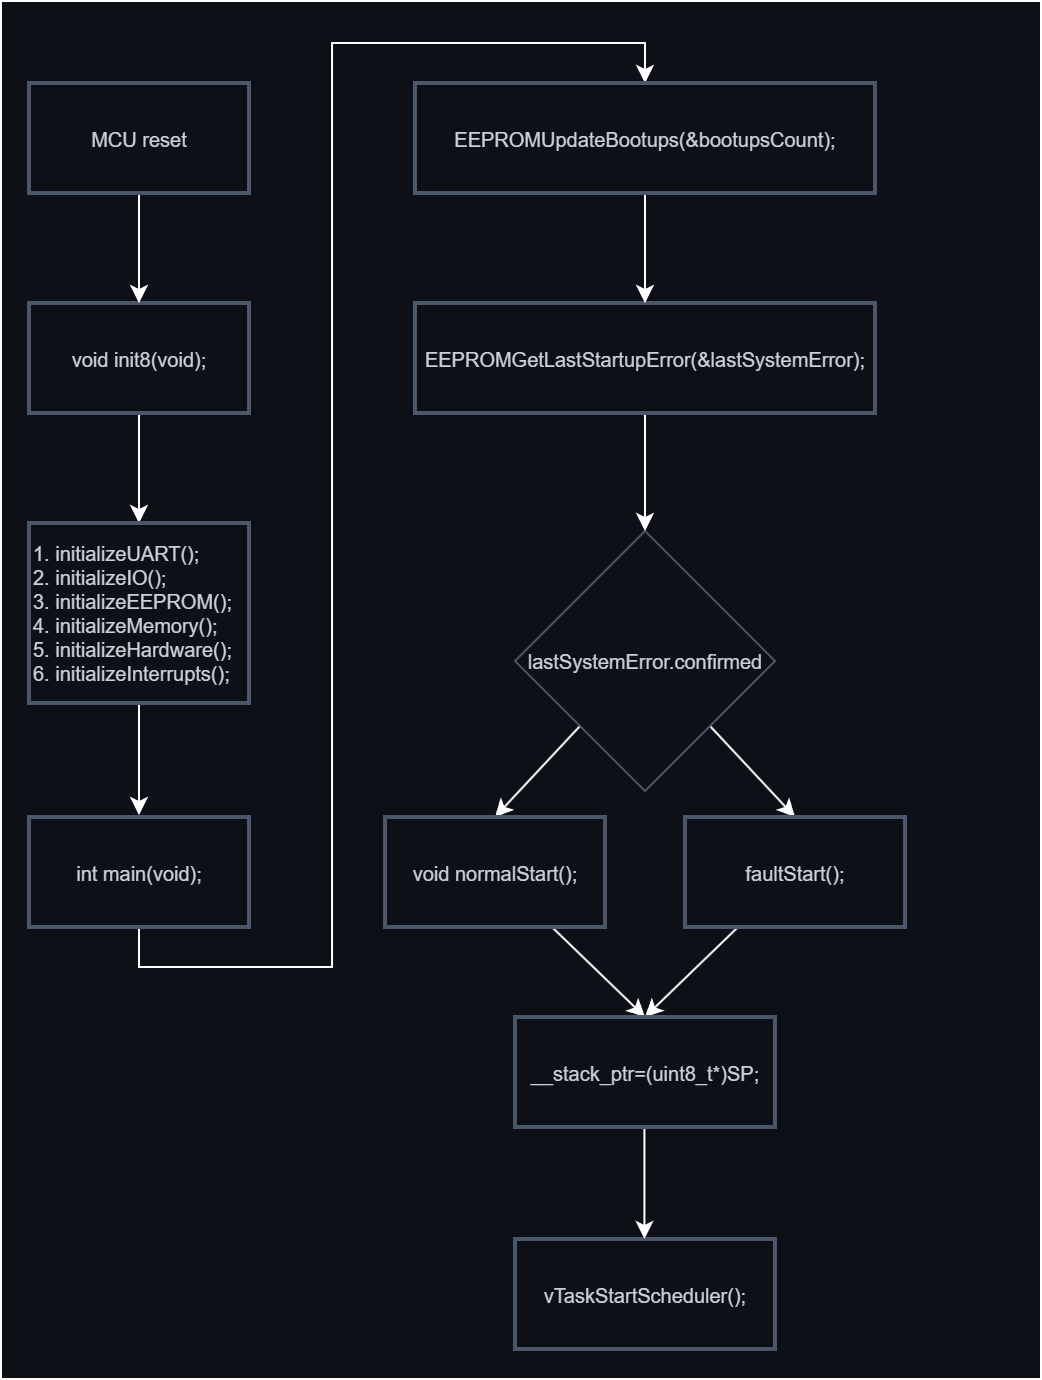 MCU reset
void init8(void);
1. initializeUART();
2. initializeIO();
3. initializeEEPROM();
4. initializeMemory();
5. initializeHardware();
6. initializeInterrupts();
int main(void);
EEPROMUpdateBootups(&bootupsCount);
EEPROMGetLastStartupError(&lastSystemError);
lastSystemError.confirmed
void normalStart();
faultStart();
__stack_ptr=(uint8_t*)SP;
vTaskStartScheduler();